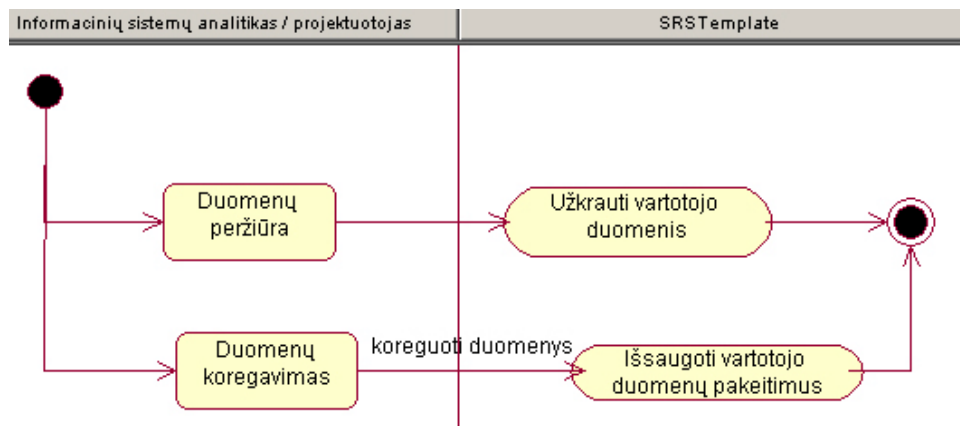 Informacinių sistemų analitikas / projektuotojas
SRSTemplate
Duomenų
peržiūra
Užkrauti vartotojo
duomenis
Duomenų
koregavimas
koreguoti duomenys
Išsaugoti vartotojo
duomenų pakeitimus